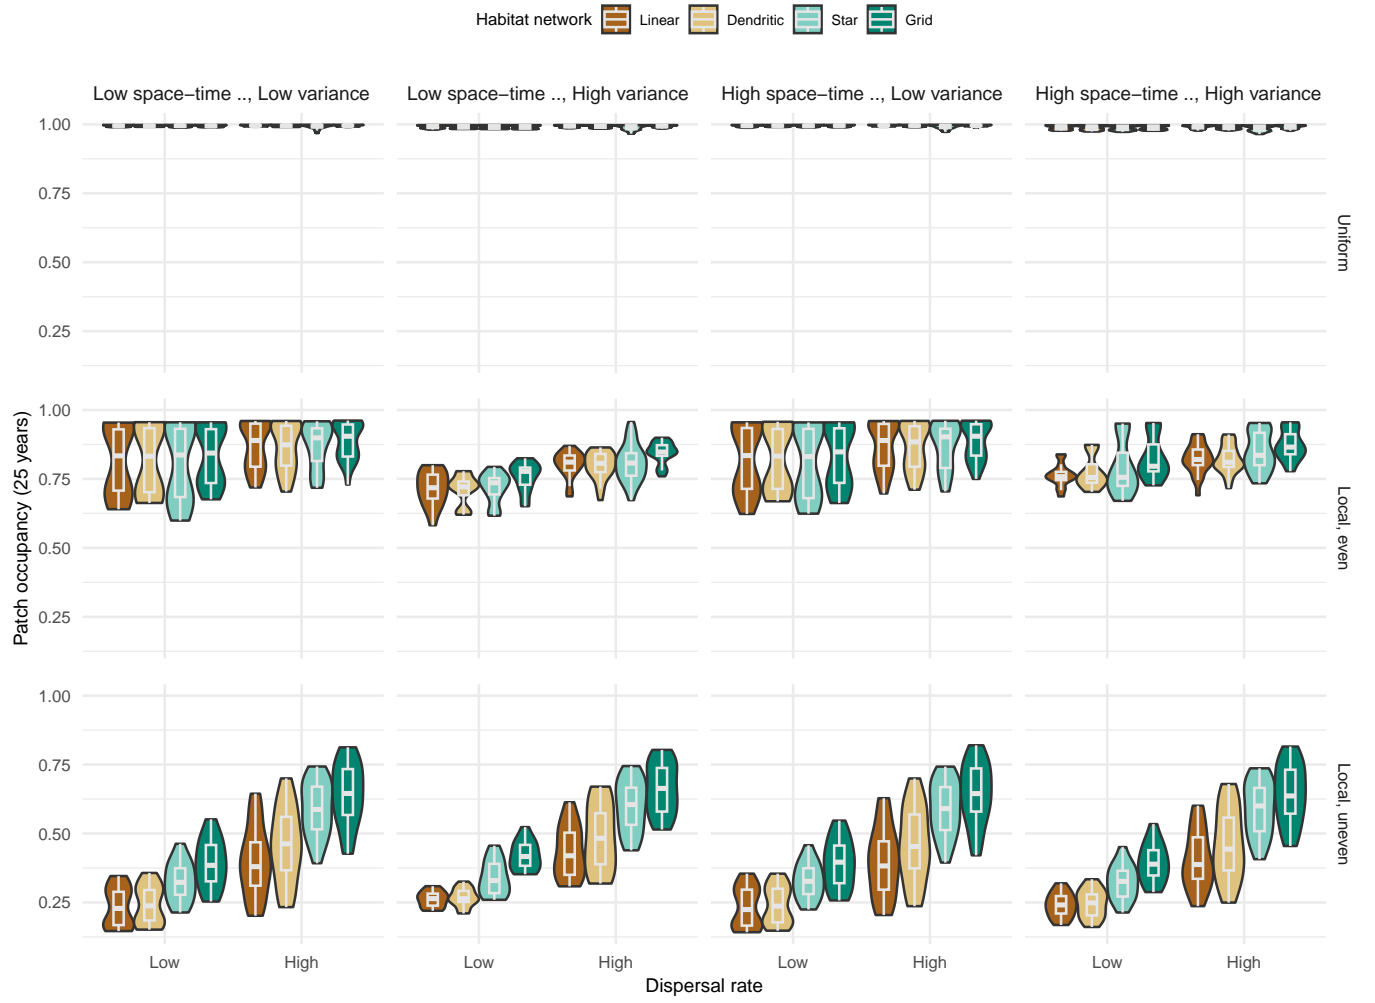 Habitat network Linear Dendritic Star Grid
Low space−time .., Low variance
Low space−time .., High variance
High space−time .., Low variance
High space−time .., High variance
1.00
0.75
0.50
0.25
Uniform
Patch occupancy (25 years)
1.00
0.75
0.50
0.25
Local, even
1.00
0.75
0.50
0.25
Local, uneven
Low High Low High Low High Low High
Dispersal rate